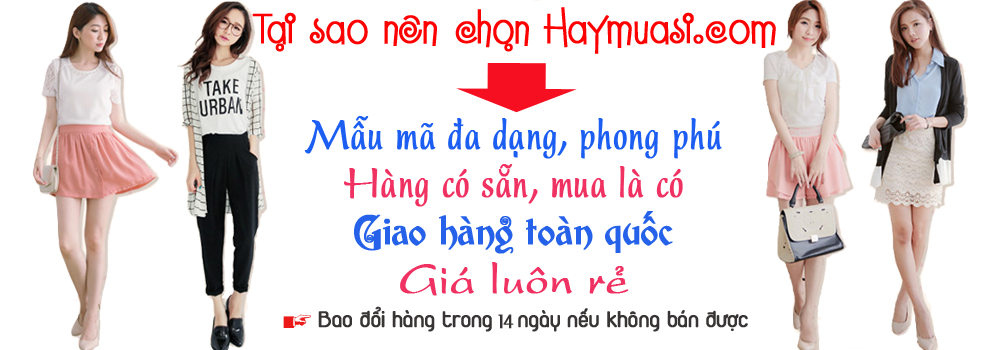 Tại sao nên chọn Haymuasi.com
TAKE
URBAN
Mẫu mã đa dạng, phong phú
Hàng có sẵn, mua là có
Giao hàng toàn quốc
Giá luôn rẻ
Bao đổi hàng trong 14 ngày nếu không bán được